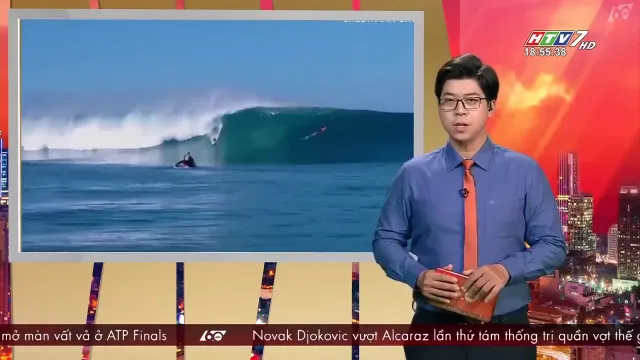 HTV7 HD
18:55:38
mở màn vất vả ở ATP Finals
60
Novak Djokovic vượt Alcaraz lần thứ tám thống trị quần vợt thế g